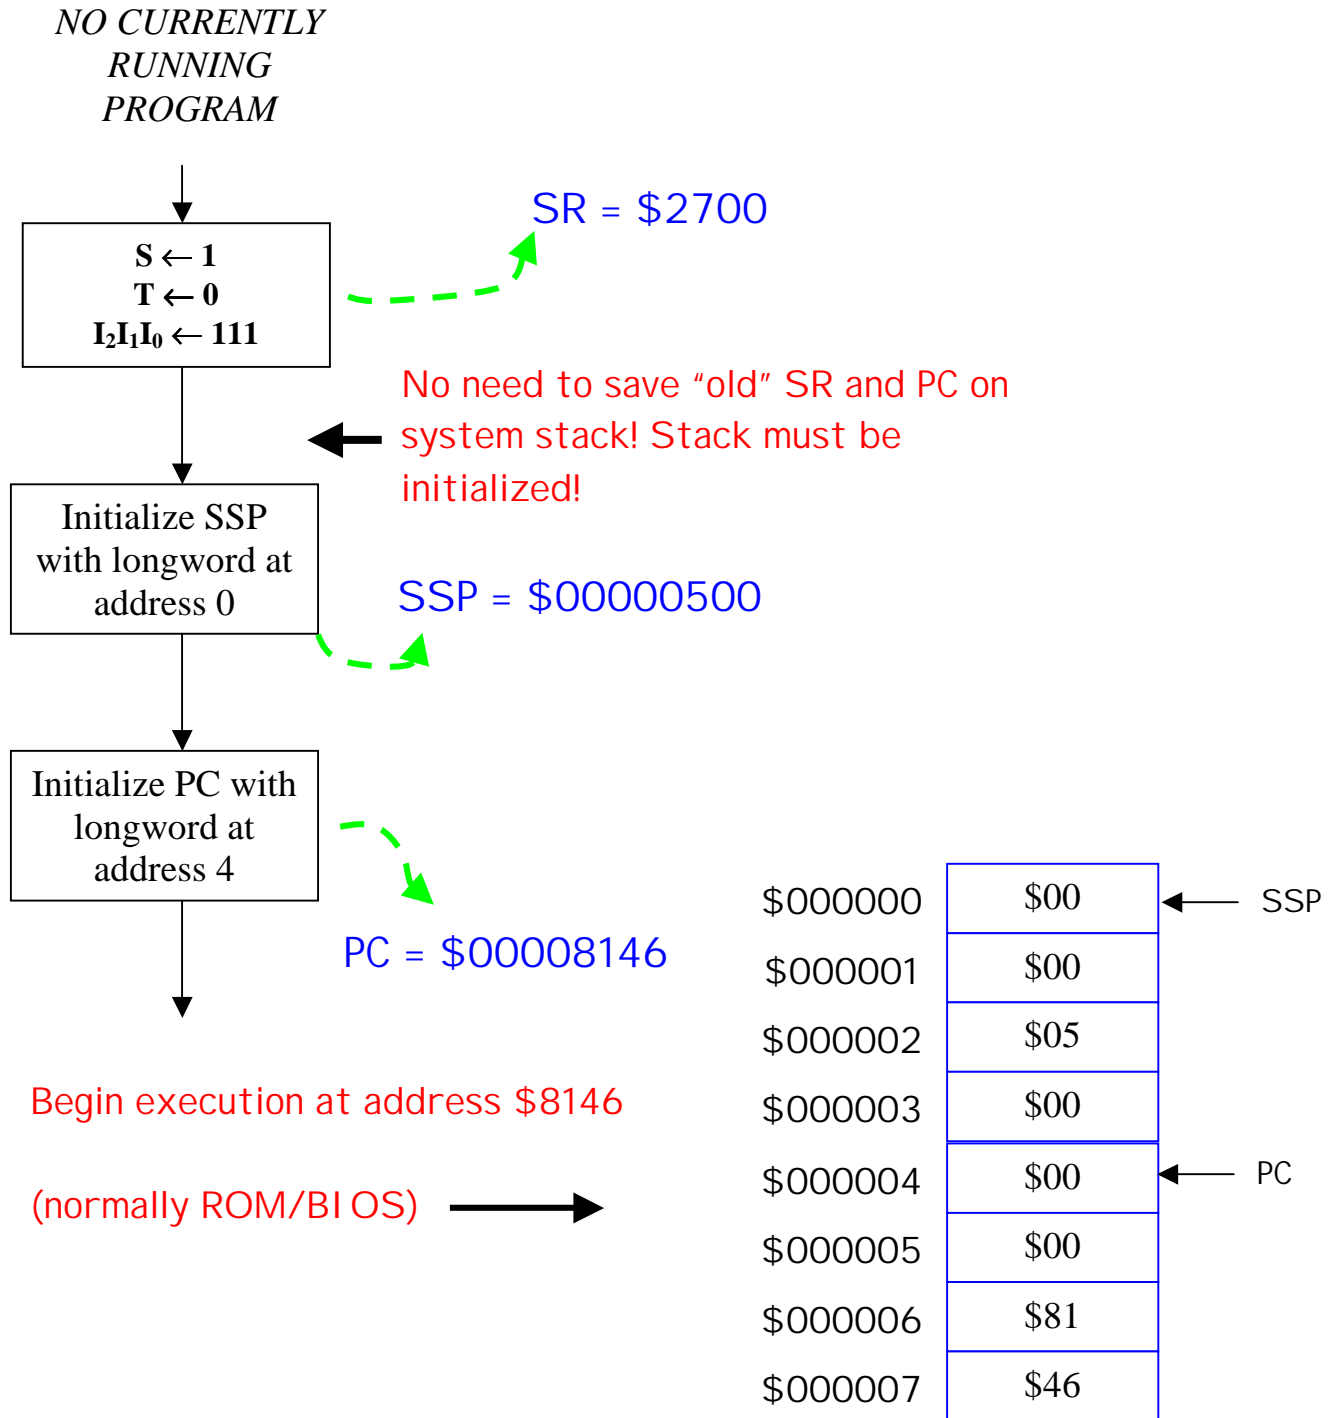 NO CURRENTLY
RUNNING
PROGRAM
S ← 1
T ← 0
I₂I₁I₀ ← 111
SR = $2700
No need to save “old” SR and PC on
system stack! Stack must be
initialized!
Initialize SSP
with longword at
address 0
SSP = $00000500
Initialize PC with
longword at
address 4
PC = $00008146
Begin execution at address $8146
(normally ROM/BIOS)
$000000 $00 SSP
$000001 $00
$000002 $05
$000003 $00
$000004 $00 PC
$000005 $00
$000006 $81
$000007 $46